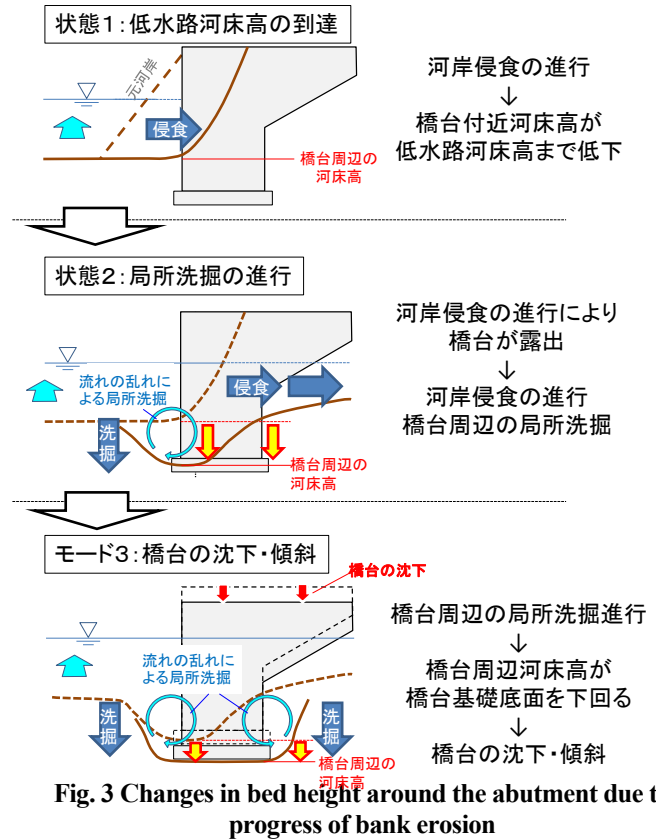 状態1：低水路河床高の到達
元河岸
侵食
橋台周辺の
河床高
河岸侵食の進行
↓
橋台付近河床高が
低水路河床高まで低下
状態2：局所洗掘の進行
流れの乱れに
よる局所洗掘
侵食
洗掘
橋台周辺の
河床高
河岸侵食の進行により
橋台が露出
↓
河岸侵食の進行
橋台周辺の局所洗掘
モード3：橋台の沈下・傾斜
橋台の沈下
流れの乱れに
よる局所洗掘
洗掘
洗掘
橋台周辺の
河床高
橋台周辺の局所洗掘進行
↓
橋台周辺河床高が
橋台基礎底面を下回る
↓
橋台の沈下・傾斜
Fig. 3 Changes in bed height around the abutment due t
progress of bank erosion